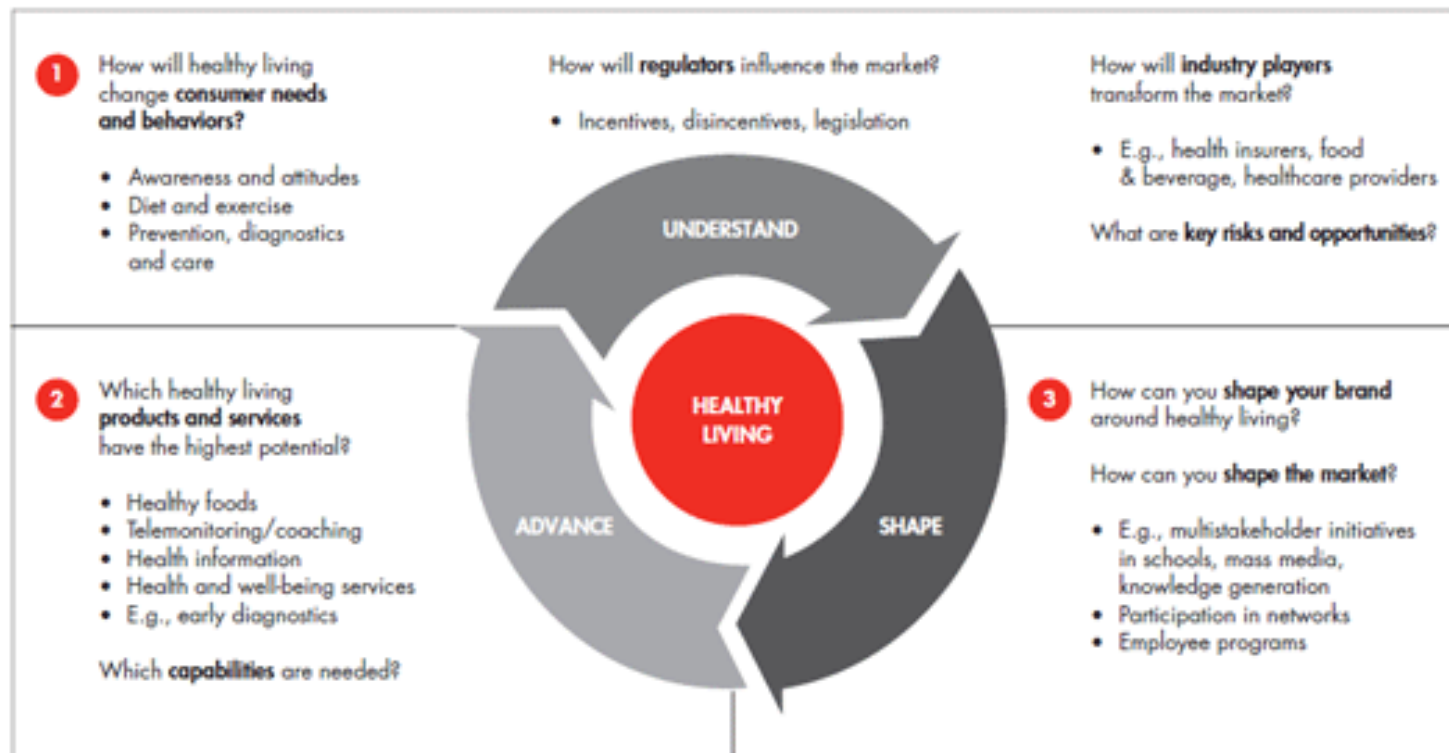 1
How will healthy living
change consumer needs
and behaviors?
• Awareness and attitudes
• Diet and exercise
• Prevention, diagnostics
and care
How will regulators influence the market?
• Incentives, disincentives, legislation
How will industry players
transform the market?
• E.g., health insurers, food
& beverage, healthcare providers
What are key risks and opportunities?
UNDERSTAND
HEALTHY
LIVING
ADVANCE
SHAPE
2
Which healthy living
products and services
have the highest potential?
• Healthy foods
• Telemonitoring/coaching
• Health information
• Health and well-being services
• E.g., early diagnostics
Which capabilities are needed?
3
How can you shape your brand
around healthy living?
How can you shape the market?
• E.g., multistakeholder initiatives
in schools, mass media,
knowledge generation
• Participation in networks
• Employee programs